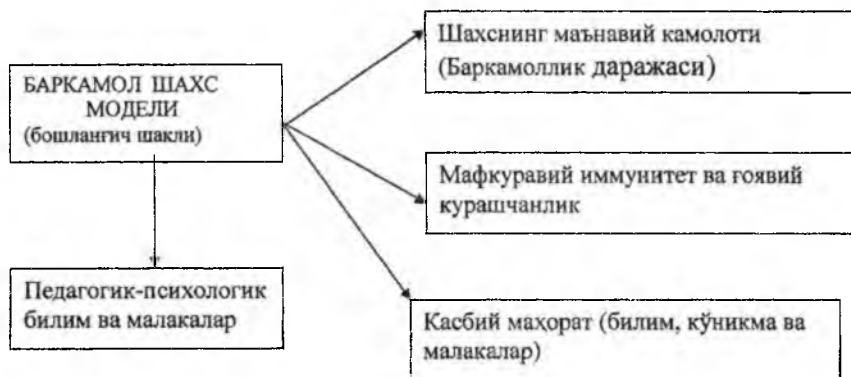 БАРКАМОЛ ШАХС
МОДЕЛИ
(бошланғич шакли)
Педагогик-психологик
билим ва малакалар
Шахснинг маънавий камолоти
(Баркамоллик даражаси)
Мафкуравий иммунитет ва ғоявий
курашчанлик
Касбий маҳорат (билим, кўникма ва
малакалар)